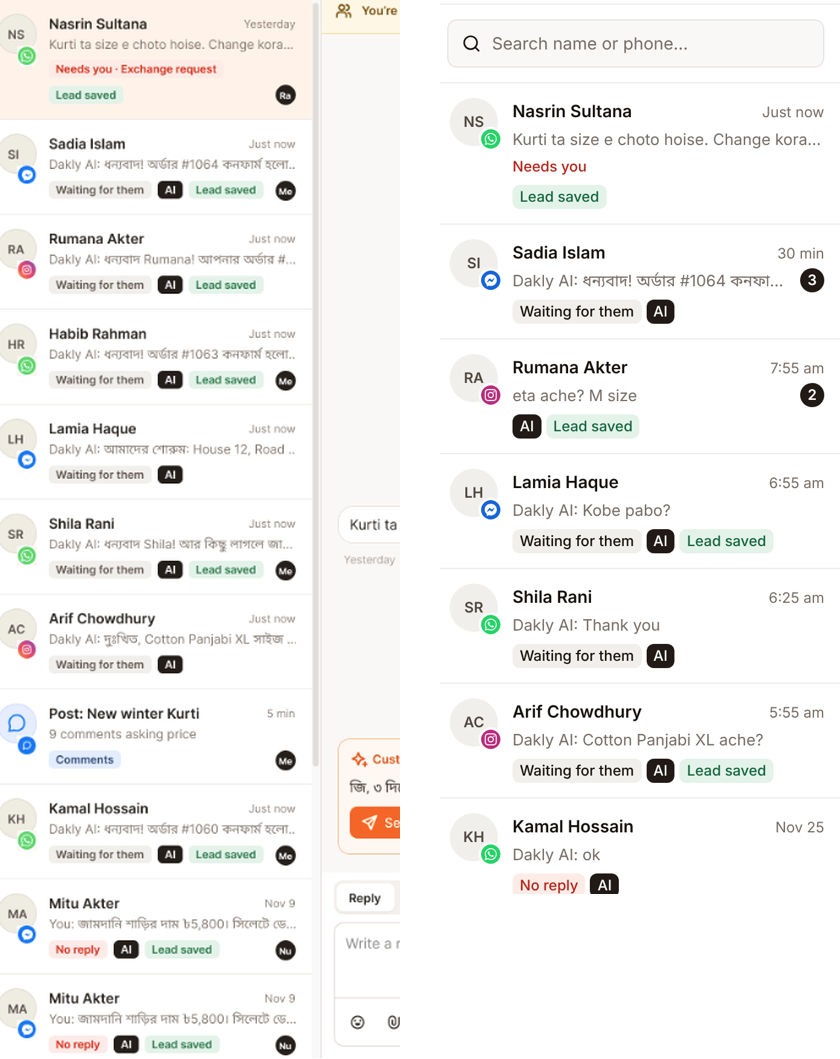 NS
Nasrin Sultana
Yesterday
Kurti ta size e choto hoise. Change kora...
Needs you · Exchange request
Lead saved
Ra
SI
Sadia Islam
Just now
Dakly AI: ধন্যবাদ! অর্ডার #1064 কনফার্ম হলো..
Waiting for them
AI
Lead saved
Me
RA
Rumana Akter
Just now
Dakly AI: ধন্যবাদ Rumana! আপনার অর্ডার #...
Waiting for them
AI
Lead saved
HR
Habib Rahman
Just now
Dakly AI: ধন্যবাদ! অর্ডার #1063 কনফার্ম হলো..
Waiting for them
AI
Lead saved
Me
LH
Lamia Haque
Just now
Dakly AI: আমাদের শোরুম: House 12, Road ..
Waiting for them
AI
SR
Shila Rani
Just now
Dakly AI: ধন্যবাদ Shila! আর কিছু লাগলে জা...
Waiting for them
AI
Lead saved
Me
AC
Arif Chowdhury
Just now
Dakly AI: দুঃখিত, Cotton Panjabi XL সাইজ ...
Waiting for them
AI
Post: New winter Kurti
5 min
9 comments asking price
Comments
Me
KH
Kamal Hossain
Just now
Dakly AI: ধন্যবাদ! অর্ডার #1060 কনফার্ম হলো..
Waiting for them
AI
Lead saved
Me
MA
Mitu Akter
Nov 9
You: জামদানি শাড়ির দাম ৳5,800। সিলেটে ডে...
No reply
AI
Lead saved
Nu
MA
Mitu Akter
Nov 9
You: জামদানি শাড়ির দাম ৳5,800। সিলেটে ডে...
No reply
AI
Lead saved
Nu
You're
Kurti ta
Yesterday
Cust
জি, ৩ দি
Se
Reply
Write a r
Search name or phone...
NS
Nasrin Sultana
Just now
Kurti ta size e choto hoise. Change kora...
Needs you
Lead saved
SI
Sadia Islam
30 min
Dakly AI: ধন্যবাদ! অর্ডার #1064 কনফা...
3
Waiting for them
AI
RA
Rumana Akter
7:55 am
eta ache? M size
2
AI
Lead saved
LH
Lamia Haque
6:55 am
Dakly AI: Kobe pabo?
Waiting for them
AI
Lead saved
SR
Shila Rani
6:25 am
Dakly AI: Thank you
Waiting for them
AI
AC
Arif Chowdhury
5:55 am
Dakly AI: Cotton Panjabi XL ache?
Waiting for them
AI
Lead saved
KH
Kamal Hossain
Nov 25
Dakly AI: ok
No reply
AI